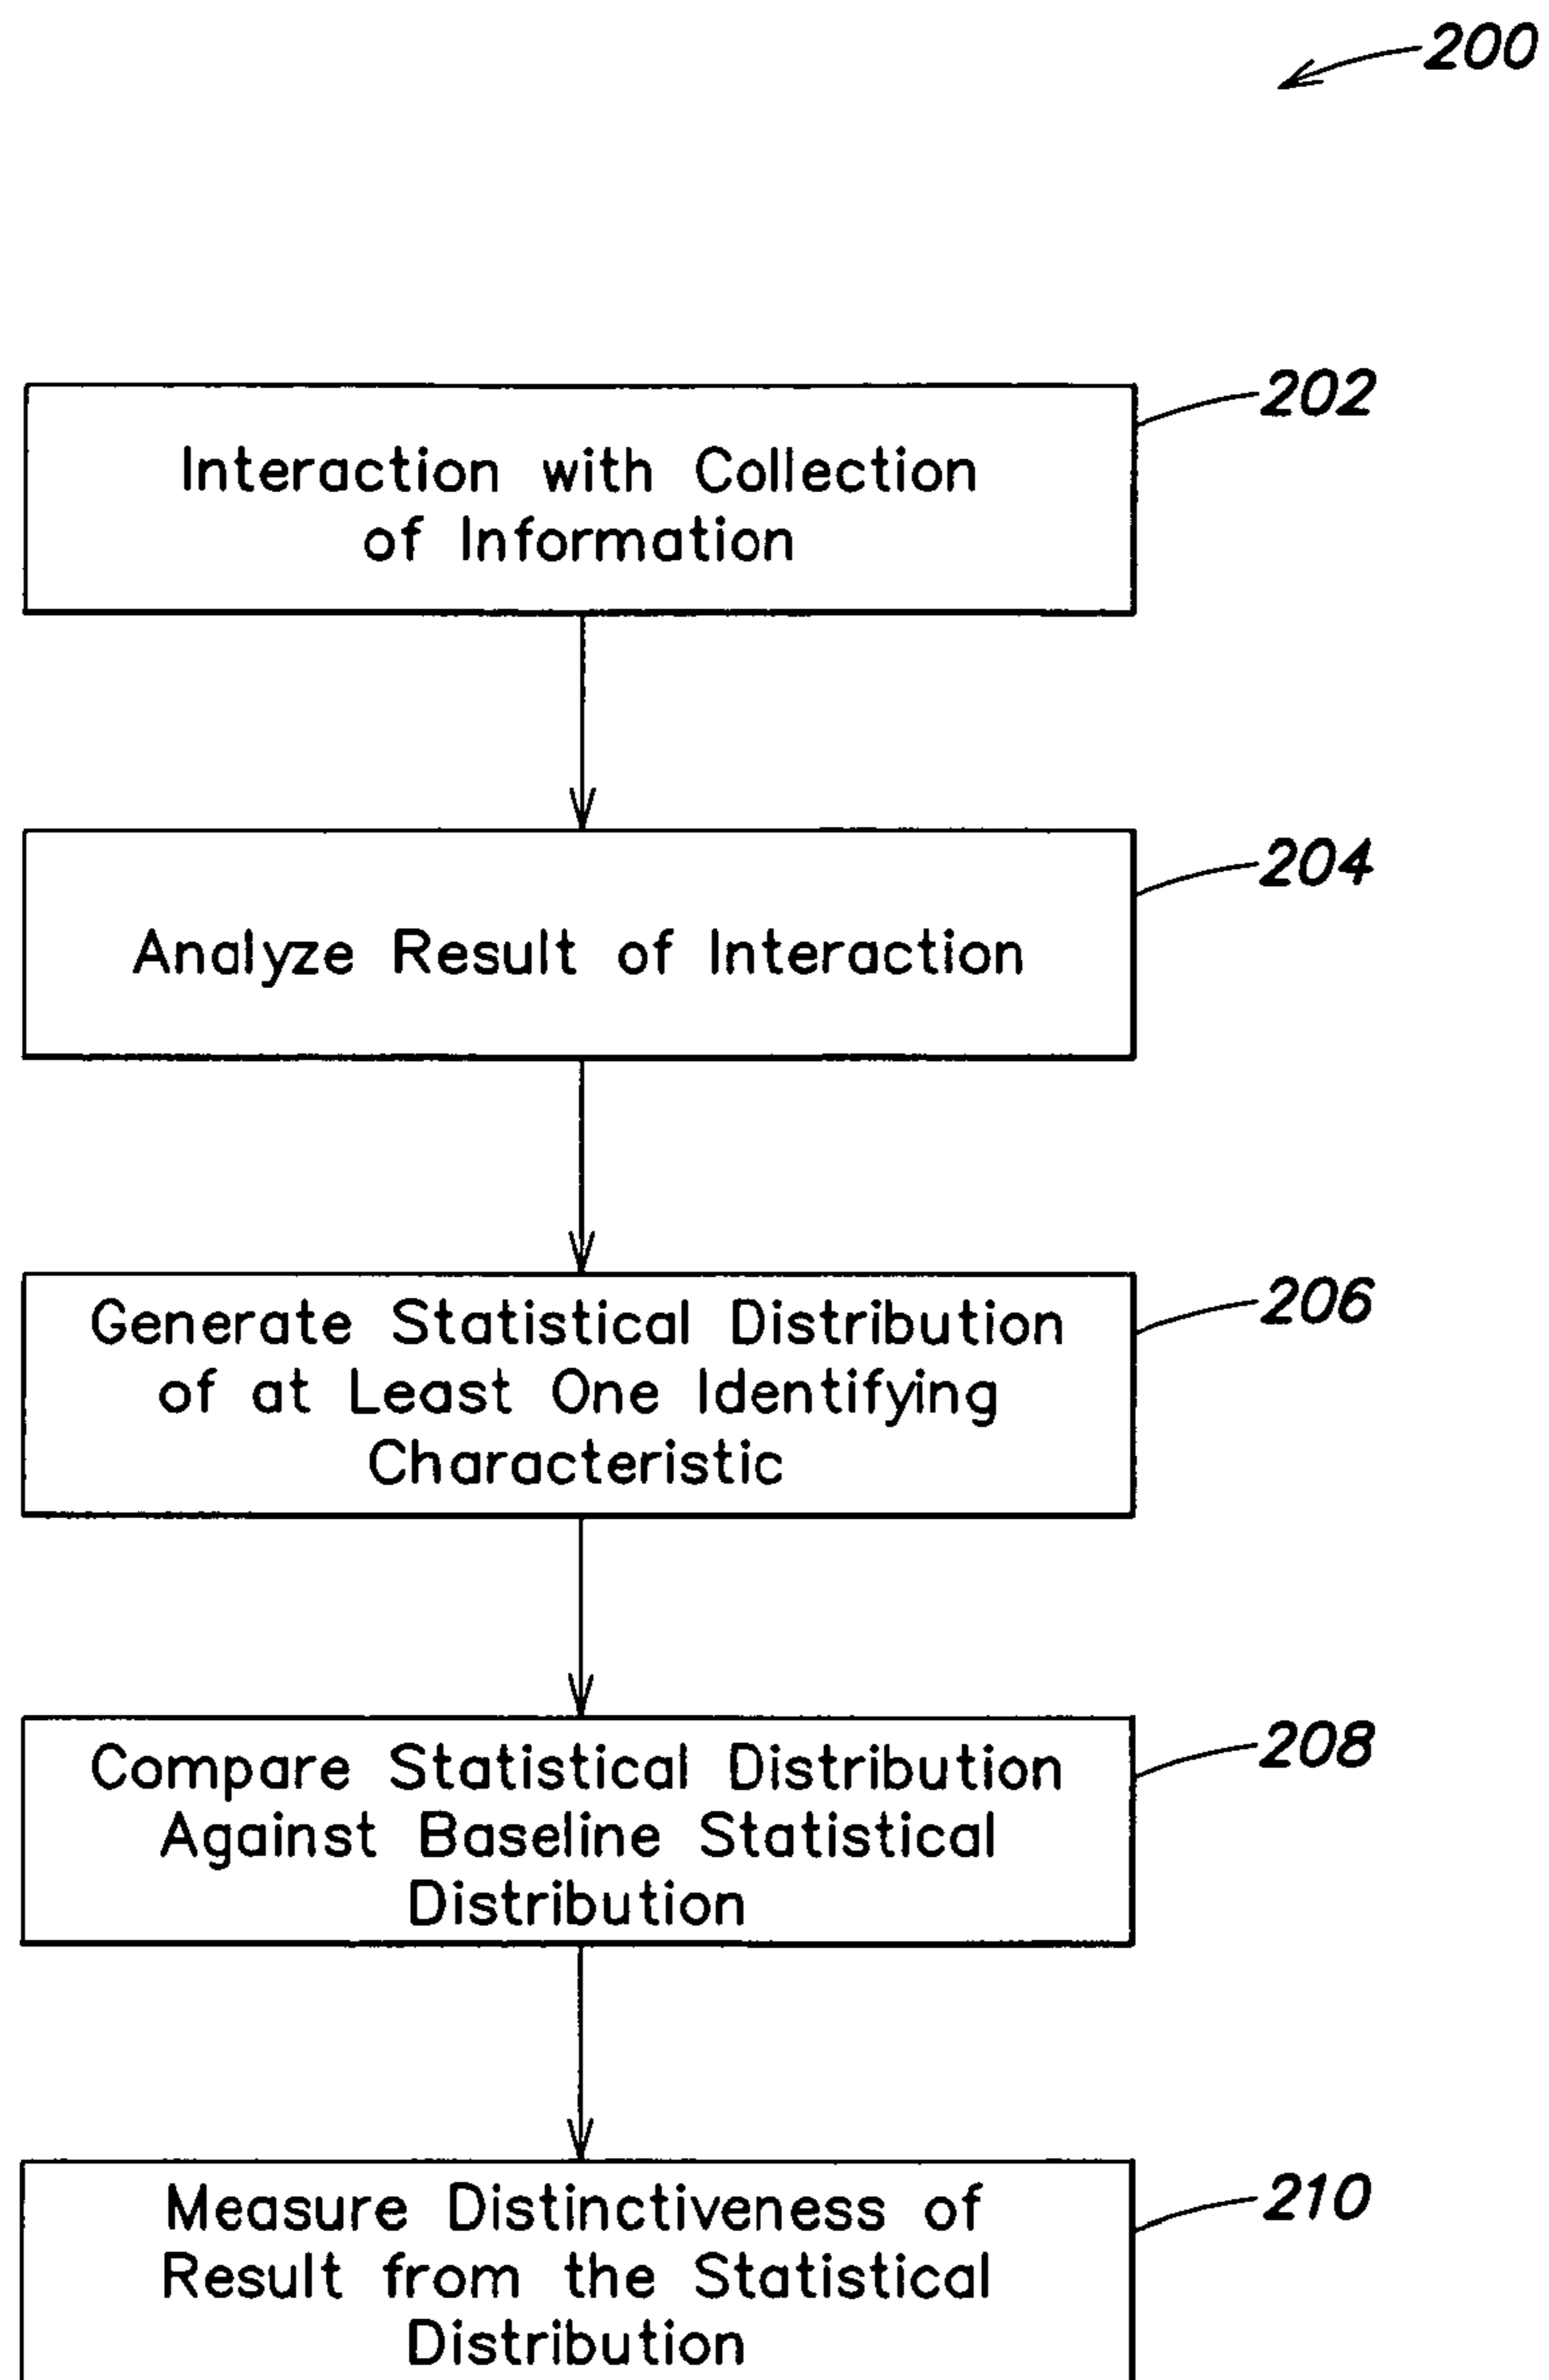 200
202
Interaction with Collection
of Information
204
Analyze Result of Interaction
206
Generate Statistical Distribution
of at Least One Identifying
Characteristic
208
Compare Statistical Distribution
Against Baseline Statistical
Distribution
210
Measure Distinctiveness of
Result from the Statistical
Distribution